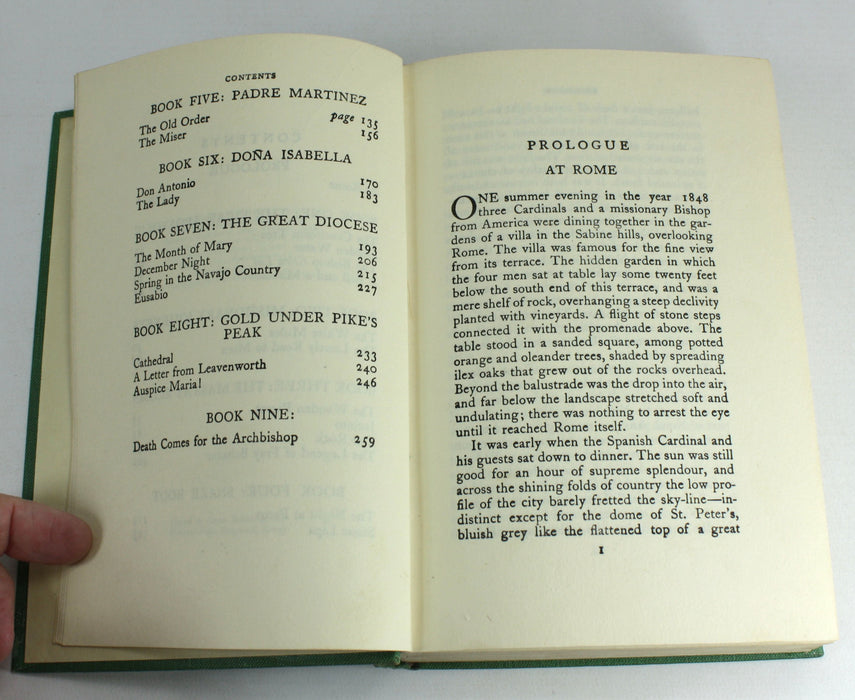 CONTENTS
BOOK FIVE: PADRE MARTINEZ
The Old Order page 135
The Miser 156
BOOK SIX: DOÑA ISABELLA
Don Antonio 170
The Lady 183
BOOK SEVEN: THE GREAT DIOCESE
The Month of Mary 193
December Night 206
Spring in the Navajo Country 215
Eusabio 227
BOOK EIGHT: GOLD UNDER PIKE'S
PEAK
Cathedral 233
A Letter from Leavenworth 240
Auspice Maria! 246
BOOK NINE:
Death Comes for the Archbishop 259
PROLOGUE
AT ROME
ONE summer evening in the year 1848
three Cardinals and a missionary Bishop
from America were dining together in the gar-
dens of a villa in the Sabine hills, overlooking
Rome. The villa was famous for the fine view
from its terrace. The hidden garden in which
the four men sat at table lay some twenty feet
below the south end of this terrace, and was a
mere shelf of rock, overhanging a steep declivity
planted with vineyards. A flight of stone steps
connected it with the promenade above. The
table stood in a sanded square, among potted
orange and oleander trees, shaded by spreading
ilex oaks that grew out of the rocks overhead.
Beyond the balustrade was the drop into the air,
and far below the landscape stretched soft and
undulating; there was nothing to arrest the eye
until it reached Rome itself.
It was early when the Spanish Cardinal and
his guests sat down to dinner. The sun was still
good for an hour of supreme splendour, and
across the shining folds of country the low pro-
file of the city barely fretted the sky-line—in-
distinct except for the dome of St. Peter's,
bluish grey like the flattened top of a great
1